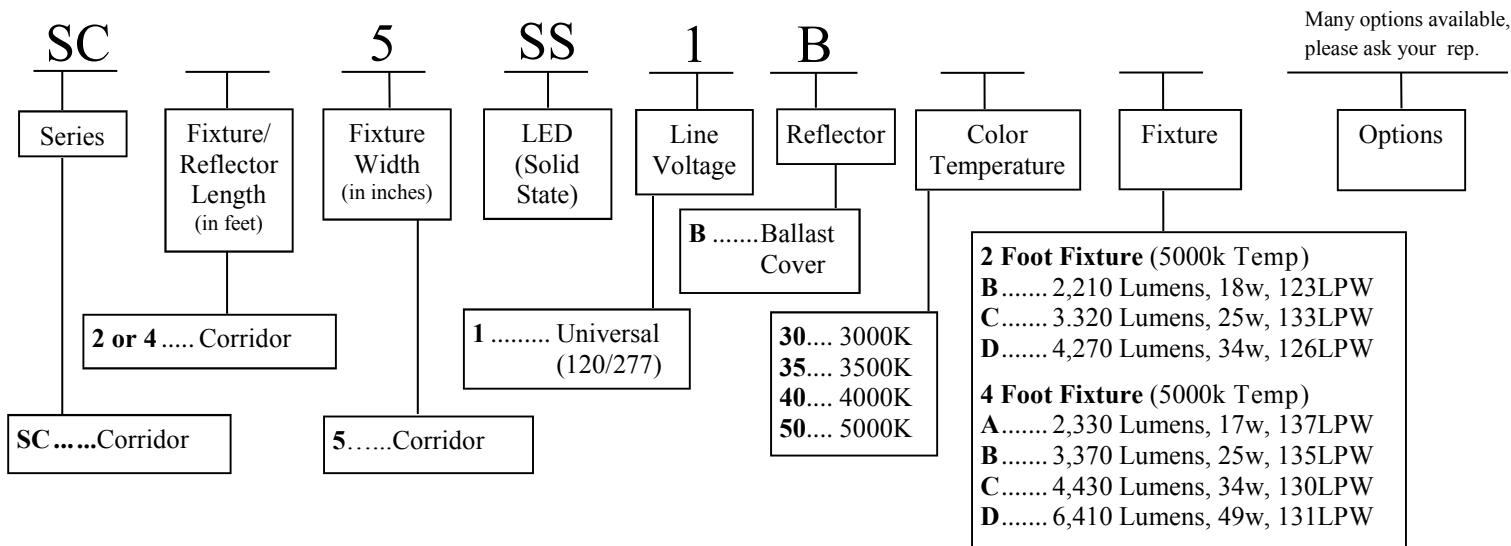 SC 5 SS 1 B
Many options available,
please ask your rep.
Series
Fixture/
Reflector
Length
(in feet)
Fixture
Width
(in inches)
LED
(Solid
State)
Line
Voltage
Reflector
Color
Temperature
Fixture
Options
B .......Ballast
Cover
2 or 4 ..... Corridor
1 ......... Universal
(120/277)
30.... 3000K
35.... 3500K
40.... 4000K
50.... 5000K
2 Foot Fixture (5000k Temp)
B....... 2,210 Lumens, 18w, 123LPW
C....... 3.320 Lumens, 25w, 133LPW
D....... 4,270 Lumens, 34w, 126LPW
4 Foot Fixture (5000k Temp)
A....... 2,330 Lumens, 17w, 137LPW
B....... 3,370 Lumens, 25w, 135LPW
C....... 4,430 Lumens, 34w, 130LPW
D....... 6,410 Lumens, 49w, 131LPW
SC......Corridor
5......Corridor